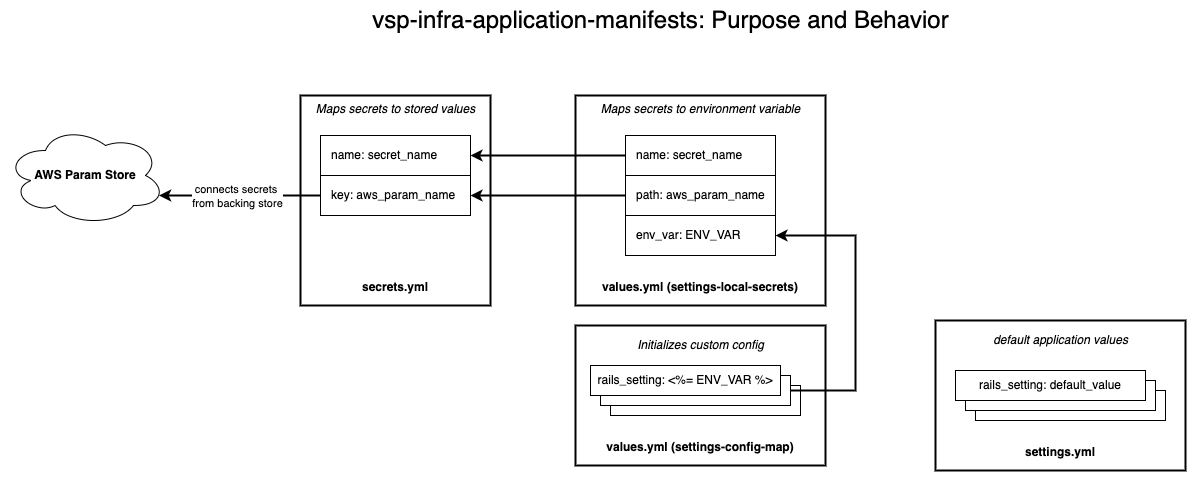 vsp-infra-application-manifests: Purpose and Behavior
Maps secrets to stored values
name: secret_name
key: aws_param_name
secrets.yml
AWS Param Store
connects secrets
from backing store
Maps secrets to environment variable
name: secret_name
path: aws_param_name
env_var: ENV_VAR
values.yml (settings-local-secrets)
Initializes custom config
rails_setting: <%= ENV_VAR %>
values.yml (settings-config-map)
default application values
rails_setting: default_value
settings.yml